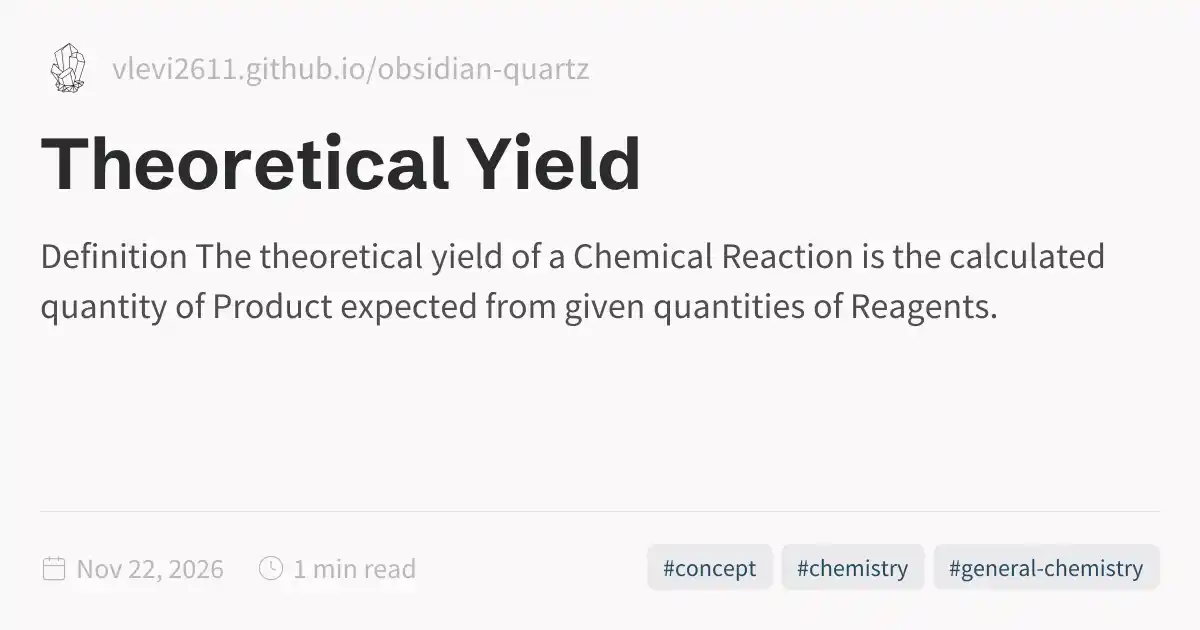 vlevi2611.github.io/obsidian-quartz
Theoretical Yield
Definition The theoretical yield of a Chemical Reaction is the calculated
quantity of Product expected from given quantities of Reagents.
Nov 22, 2026 1 min read #concept #chemistry #general-chemistry